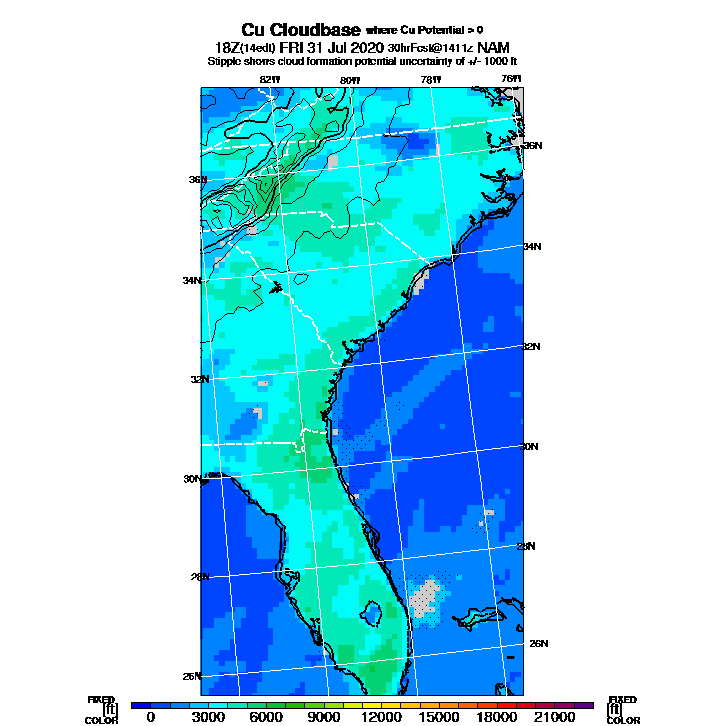 Cu Cloudbase where Cu Potential > 0
18Z(14edt) FRI 31 Jul 2020 30hrFcst@1411z NAM
Stipple shows cloud formation potential uncertainty of +/- 1000 ft
82W 80W 78W 76W
36N
36N
34N
34N
32N
32N
30N
30N
28N
28N
26N
26N
FIXED FIXED
[ft] [ft]
COLOR COLOR
0 3000 6000 9000 12000 15000 18000 21000